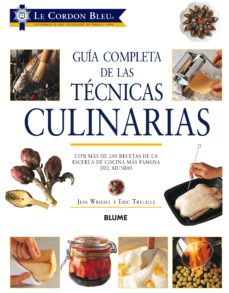 LE CORDON BLEU®
GUÍA COMPLETA
DE LAS
TÉCNICAS
CULINARIAS
CON MÁS DE 200 RECETAS DE LA
ESCUELA DE COCINA MÁS FAMOSA
DEL MUNDO
JENI WRIGHT Y ERIC TREUILLE
BLUME